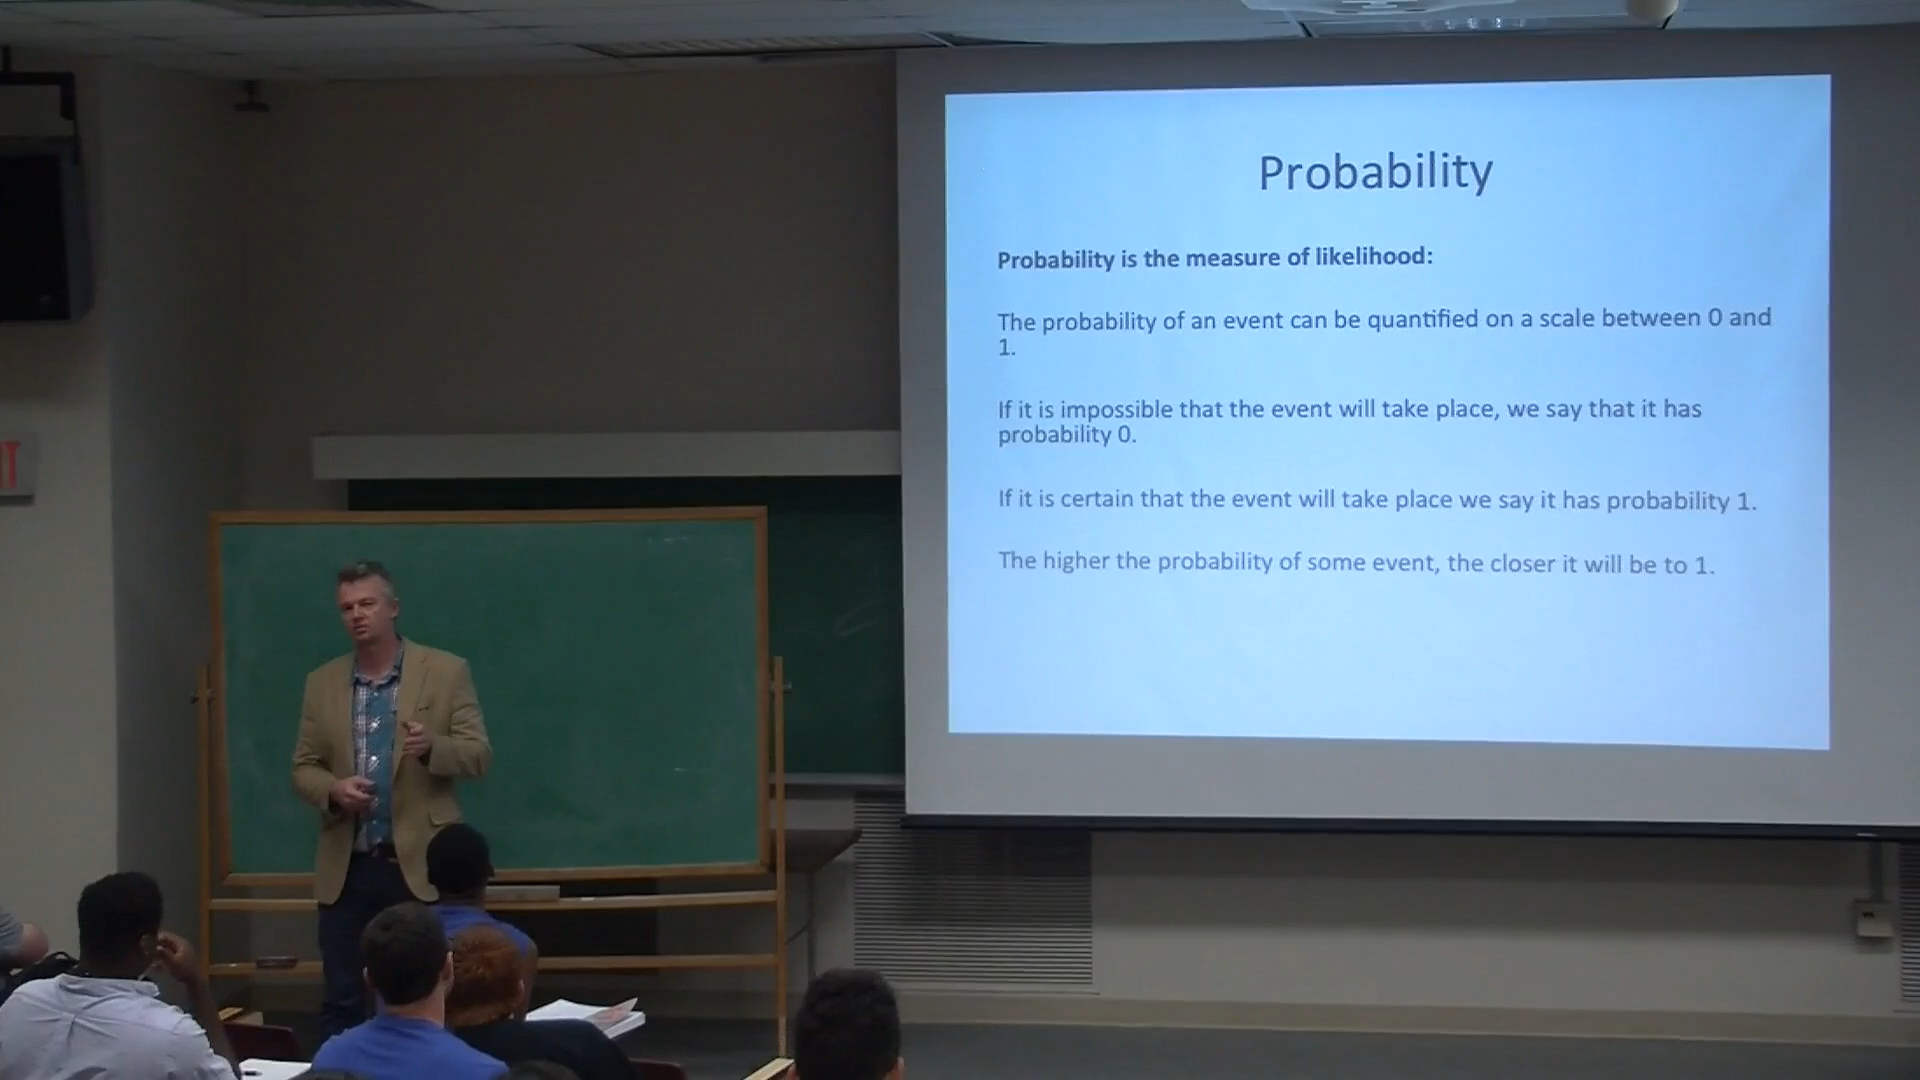 Probability
Probability is the measure of likelihood:
The probability of an event can be quantified on a scale between 0 and
1.
If it is impossible that the event will take place, we say that it has
probability 0.
If it is certain that the event will take place we say it has probability 1.
The higher the probability of some event, the closer it will be to 1.